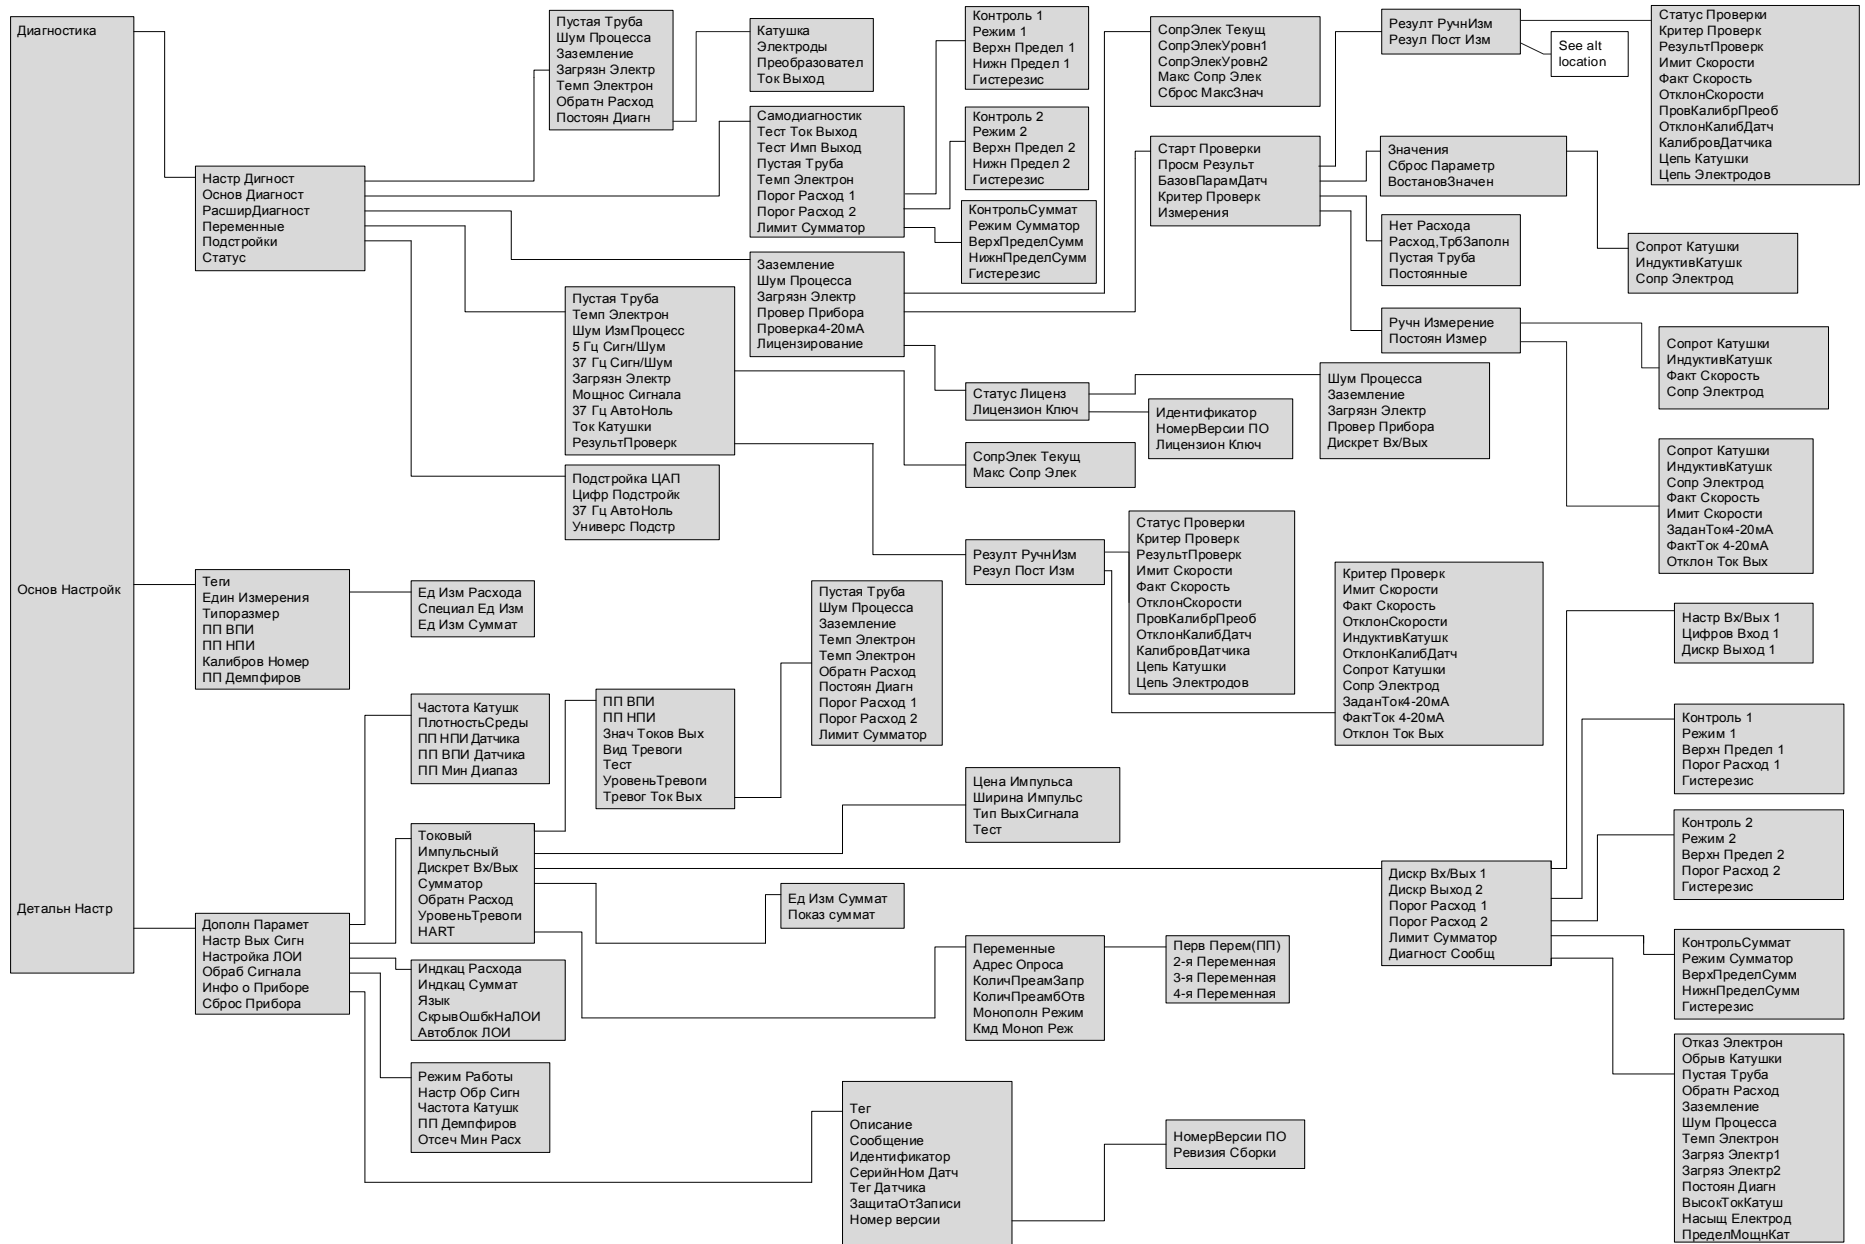 Диагностика
Основ Настройк
Детальн Настр
Настр Дигност
Основ Диагност
РасширДиагност
Переменные
Подстройки
Статус
Теги
Един Измерения
Типоразмер
ПП ВПИ
ПП НПИ
Калибров Номер
ПП Демпфиров
Дополн Парамет
Настр Вых Сигн
Настройка ЛОИ
Обраб Сигнала
Инфо о Приборе
Сброс Прибора
Ед Изм Расхода
Специал Ед Изм
Ед Изм Суммат
Частота Катушк
ПлотностьСреды
ПП НПИ Датчика
ПП ВПИ Датчика
ПП Мин Диапаз
Токовый
Импульсный
Дискрет Вх/Вых
Сумматор
Обратн Расход
УровеньТревоги
HART
Индкац Расхода
Индкац Суммат
Язык
СкрывОшбкНаЛОИ
Автоблок ЛОИ
Режим Работы
Настр Обр Сигн
Частота Катушк
ПП Демпфиров
Отсеч Мин Расх
Пустая Труба
Шум Процесса
Заземление
Загрязн Электр
Темп Электрон
Обратн Расход
Постоян Диагн
Пустая Труба
Темп Электрон
Шум ИзмПроцесс
5 Гц Сигн/Шум
37 Гц Сигн/Шум
Загрязн Электр
Мощнос Сигнала
37 Гц АвтоНоль
Ток Катушки
РезультПроверк
Подстройка ЦАП
Цифр Подстройк
37 Гц АвтоНоль
Универс Подстр
ПП ВПИ
ПП НПИ
Знач Токов Вых
Вид Тревоги
Тест
УровеньТревоги
Тревог Ток Вых
Катушка
Электроды
Преобразовател
Ток Выход
Самодиагностик
Тест Ток Выход
Тест Имп Выход
Пустая Труба
Темп Электрон
Порог Расход 1
Порог Расход 2
Лимит Сумматор
Заземление
Шум Процесса
Загрязн Электр
Провер Прибора
Проверка4-20мА
Лицензирование
Пустая Труба
Шум Процесса
Заземление
Темп Электрон
Темп Электрон
Обратн Расход
Постоян Диагн
Порог Расход 1
Порог Расход 2
Лимит Сумматор
Ед Изм Суммат
Показ суммат
Тег
Описание
Сообщение
Идентификатор
СерийнНом Датч
Тег Датчика
ЗащитаОтЗаписи
Номер версии
Контроль 1
Режим 1
Верхн Предел 1
Нижн Предел 1
Гистерезис
Контроль 2
Режим 2
Верхн Предел 2
Нижн Предел 2
Гистерезис
КонтрольСуммат
Режим Сумматор
ВерхПределСумм
НижнПределСумм
Гистерезис
Статус Лиценз
Лицензион Ключ
СопрЭлек Текущ
Макс Сопр Элек
Резулт РучнИзм
Резул Пост Изм
Цена Импульса
Ширина Импульс
Тип ВыхСигнала
Тест
Переменные
Адрес Опроса
КоличПреамЗапр
КоличПреамбОтв
Монополн Режим
Кмд Моноп Реж
СопрЭлек Текущ
СопрЭлекУровн1
СопрЭлекУровн2
Макс Сопр Элек
Сброс МаксЗнач
Старт Проверки
Просм Результ
БазовПарамДатч
Критер Проверк
Измерения
Идентификатор
НомерВерсии ПО
Лицензион Ключ
Статус Проверки
Критер Проверк
РезультПроверк
Имит Скорости
Факт Скорость
ОтклонСкорости
ПровКалибрПреоб
ОтклонКалибДатч
КалибровДатчика
Цепь Катушки
Цепь Электродов
Перв Перем(ПП)
2-я Переменная
3-я Переменная
4-я Переменная
НомерВерсии ПО
Ревизия Сборки
Резулт РучнИзм
Резул Пост Изм
See alt
location
Значения
Сброс Параметр
ВостановЗначен
Нет Расхода
Расход,ТрбЗаполн
Пустая Труба
Постоянные
Ручн Измерение
Постоян Измер
Шум Процесса
Заземление
Загрязн Электр
Провер Прибора
Дискрет Вх/Вых
Критер Проверк
Имит Скорости
Факт Скорость
ОтклонСкорости
ИндуктивКатушк
ОтклонКалибДатч
Сопрот Катушки
Сопр Электрод
ЗаданТок4-20мА
ФактТок 4-20мА
Отклон Ток Вых
Дискр Вх/Вых 1
Дискр Выход 2
Порог Расход 1
Порог Расход 2
Лимит Сумматор
Диагност Сообщ
Статус Проверки
Критер Проверк
РезультПроверк
Имит Скорости
Факт Скорость
ОтклонСкорости
ПровКалибрПреоб
ОтклонКалибДатч
КалибровДатчика
Цепь Катушки
Цепь Электродов
Сопрот Катушки
ИндуктивКатушк
Сопр Электрод
Сопрот Катушки
ИндуктивКатушк
Факт Скорость
Сопр Электрод
Сопрот Катушки
ИндуктивКатушк
Сопр Электрод
Факт Скорость
Имит Скорости
ЗаданТок4-20мА
ФактТок 4-20мА
Отклон Ток Вых
Настр Вх/Вых 1
Цифров Вход 1
Дискр Выход 1
Контроль 1
Режим 1
Верхн Предел 1
Порог Расход 1
Гистерезис
Контроль 2
Режим 2
Верхн Предел 2
Порог Расход 2
Гистерезис
КонтрольСуммат
Режим Сумматор
ВерхПределСумм
НижнПределСумм
Гистерезис
Отказ Электрон
Обрыв Катушки
Пустая Труба
Обратн Расход
Заземление
Шум Процесса
Темп Электрон
Загряз Электр1
Загряз Электр2
Постоян Диагн
ВысокТокКатуш
Насыщ Електрод
ПределМощнКат